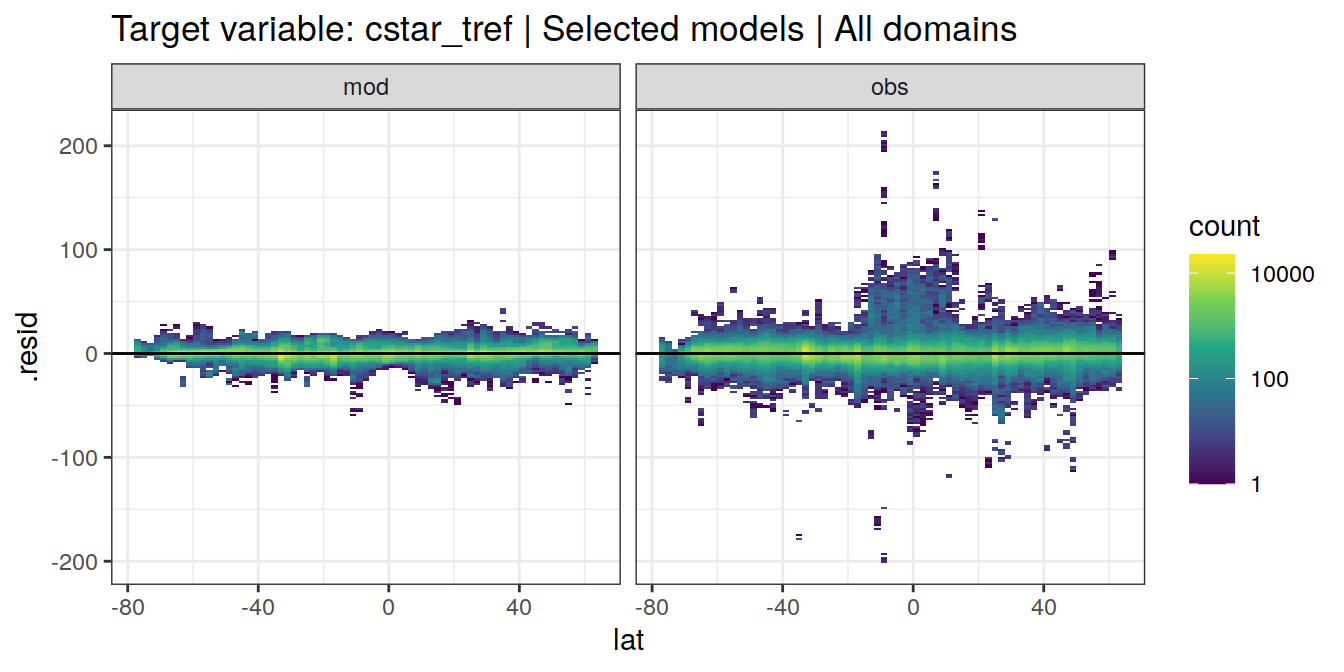 Target variable: cstar_tref | Selected models | All domains
mod
obs
.resid
200
100
0
-100
-200
-80
-40
0
40
-80
-40
0
40
lat
count
10000
100
1